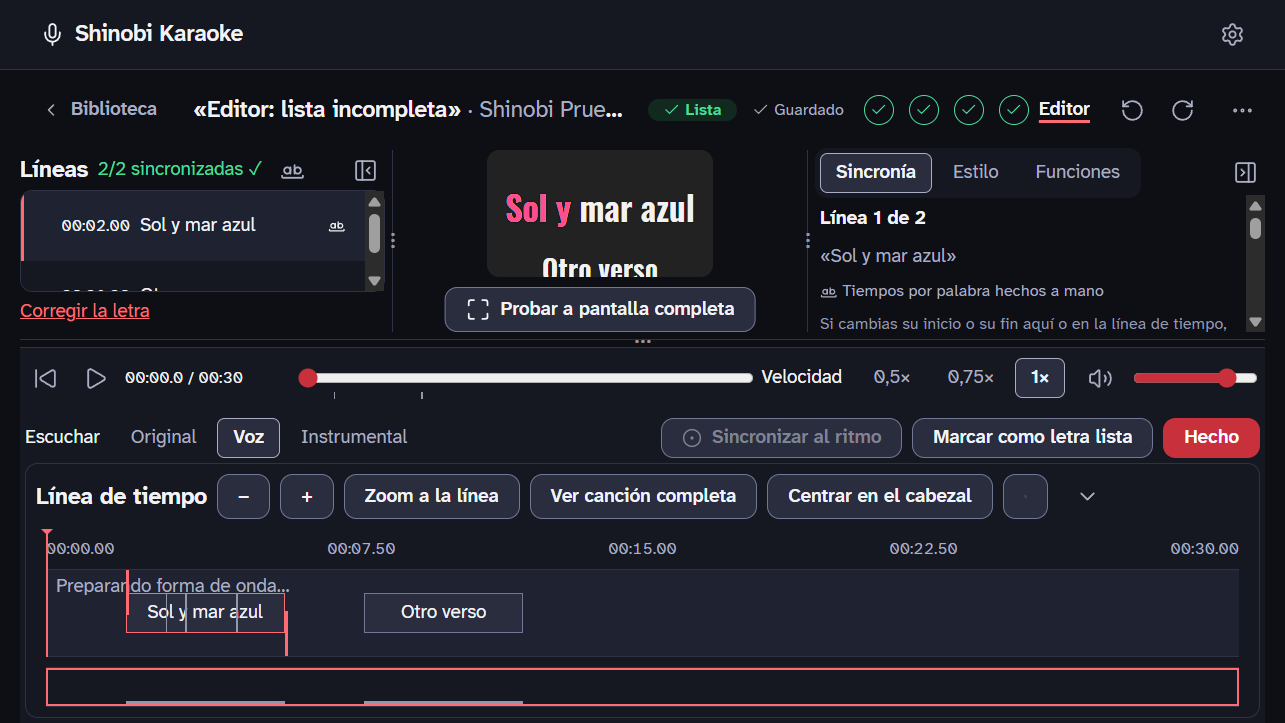 Shinobi Karaoke
Biblioteca
«Editor: lista incompleta» · Shinobi Prue...
Lista
Guardado
Editor
Líneas 2/2 sincronizadas ✓ ab
00:02.00 Sol y mar azul ab
Corregir la letra
Sol y mar azul
Otro verso
Probar a pantalla completa
Sincronía Estilo Funciones
Línea 1 de 2
«Sol y mar azul»
ab Tiempos por palabra hechos a mano
Si cambias su inicio o su fin aquí o en la línea de tiempo,
00:00.0 / 00:30
Velocidad 0,5× 0,75× 1×
Escuchar Original Voz Instrumental
Sincronizar al ritmo Marcar como letra lista Hecho
Línea de tiempo − + Zoom a la línea Ver canción completa Centrar en el cabezal
00:00.00 00:07.50 00:15.00 00:22.50 00:30.00
Preparando forma de onda...
Sol y mar azul Otro verso